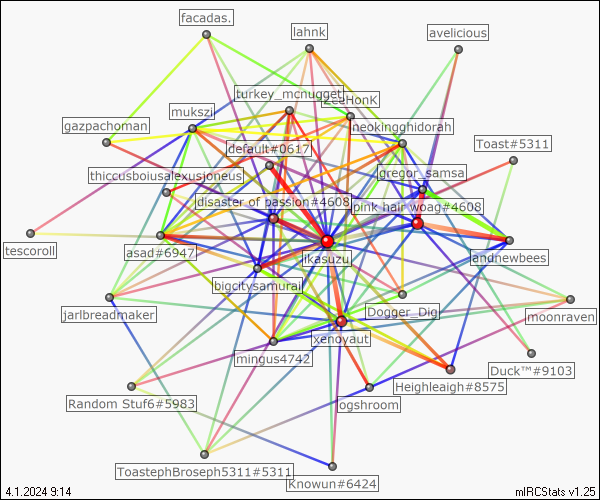 facadas.
lahnk
avelicious
turkey_mcnugget
mukszi
gazpachoman
neokingghidorah
default#0617
Toast#5311
gregor_samsa
thiccusboiusalexusjoneus
disaster of passion#4608
pink hair woag#4608
tescoroll
asad#6947
ikasuzu
landnewbees
bigcitysamurai
jarlbreadmaker
Dogger_Dig
moonraven
xenoyaut
mingus4742
Duck™#9103
Heighleaigh#8575
Random Stuf6#5983
ogshroom
ToastephBroseph5311#5311
Knowun#6424
4.1.2024 9:14
mIRCStats v1.25